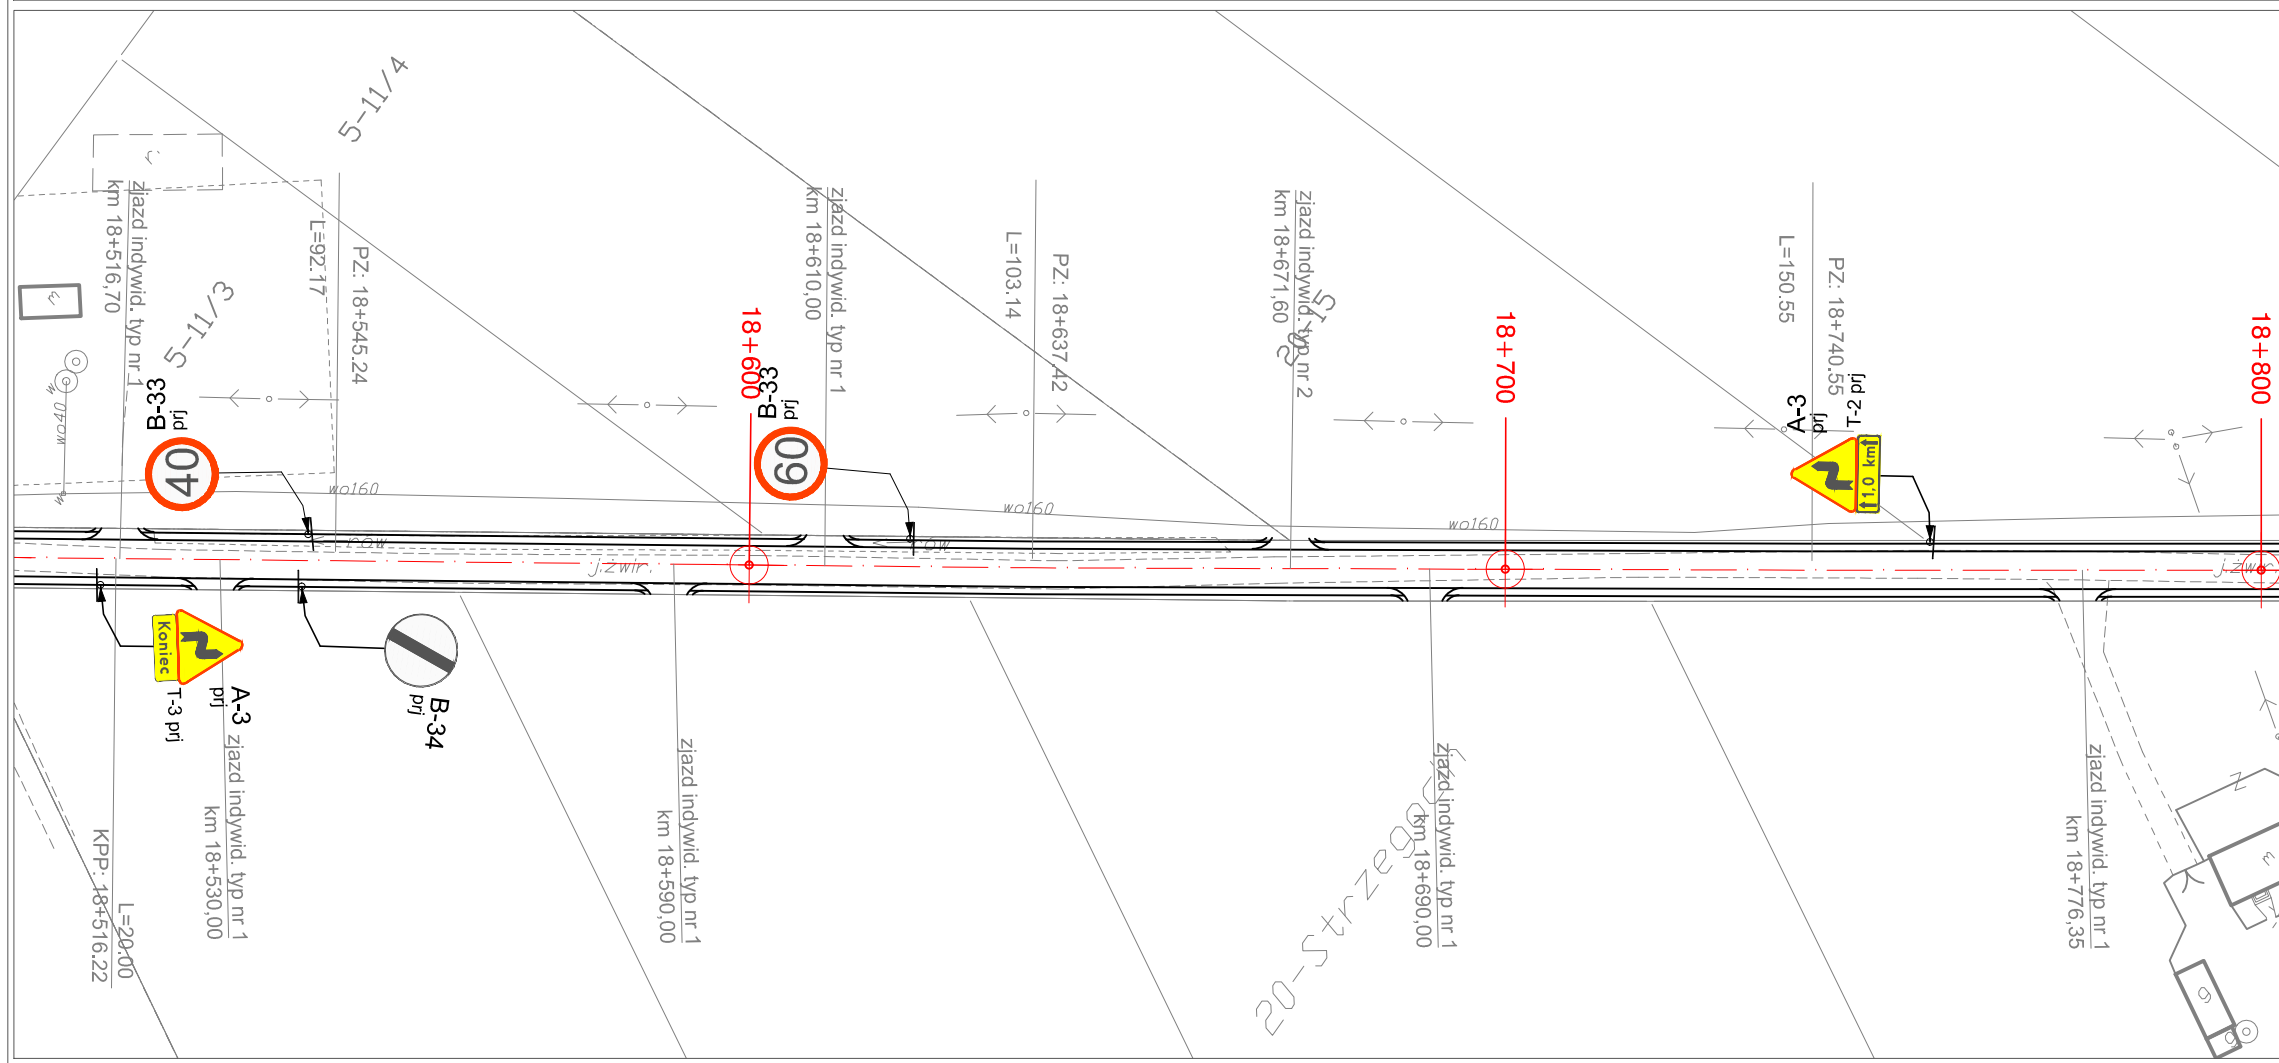 5-11/4
zjazd indywid. typ nr 1
km 18+516,70
L=92.17
PZ: 18+545.24
5-11/3
w
wo40
w
B-33
prj
40
wo160
rów
18+600
B-33
prj
60
zjazd indywid. typ nr 1
km 18+610,00
L=103.14
PZ: 18+637.42
wo160
rów
zjazd indywid. typ nr 2
km 18+671,60
wo160
18+700
L=150.55
PZ: 18+740.55
A-3
prj
T-2 prj
1,0 km
18+800
j.żwir.
Koniec
A-3
prj
T-3 prj
B-34
prj
zjazd indywid. typ nr 1
km 18+530,00
KPP: 18+516.22
L=20.00
zjazd indywid. typ nr 1
km 18+590,00
zjazd indywid. typ nr 1
km 18+690,00
zjazd indywid. typ nr 1
km 18+776,35
g
g